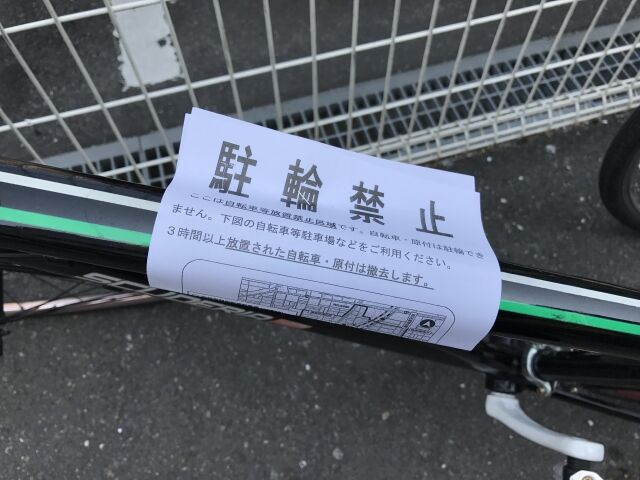 駐輪禁止
ここは自転車等放置禁止区域です。自転車・原付は駐輪でき
ません。下図の自転車等駐車場などをご利用ください。
３時間以上放置された自転車・原付は撤去します。
SCUDERIA